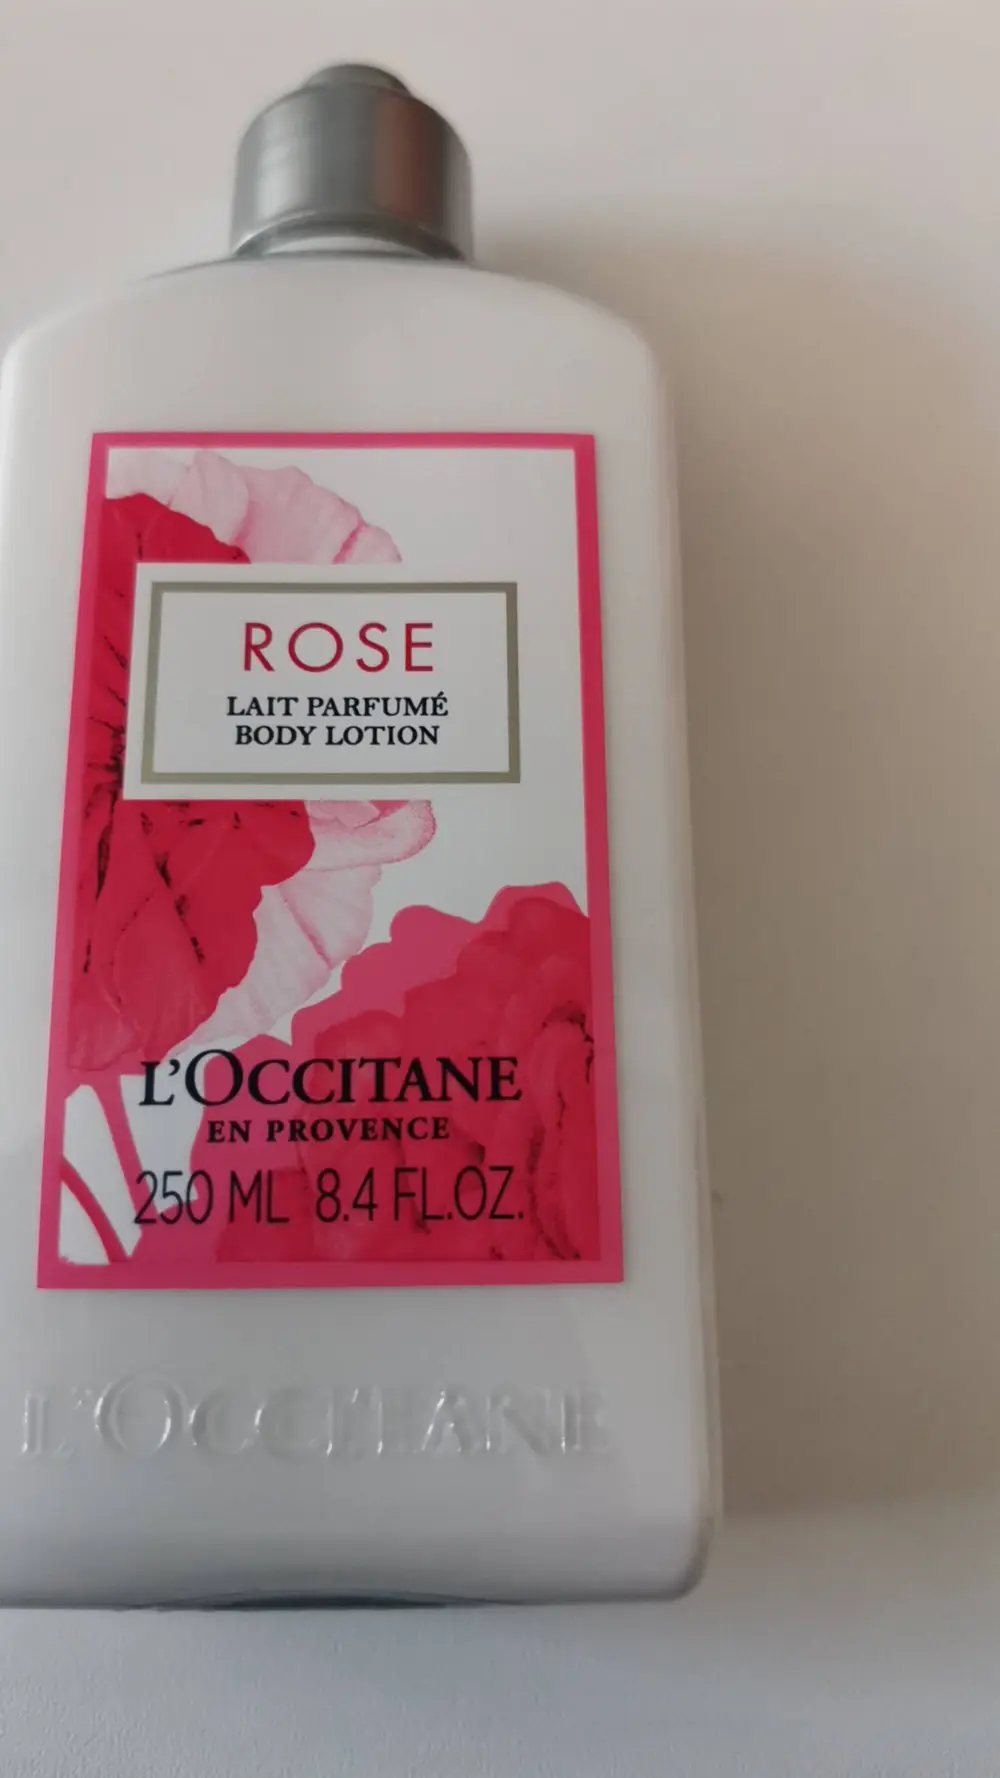 ROSE
LAIT PARFUMÉ
BODY LOTION
L'OCCITANE
EN PROVENCE
250 ML 8.4 FL.OZ.
L'OCCITANE